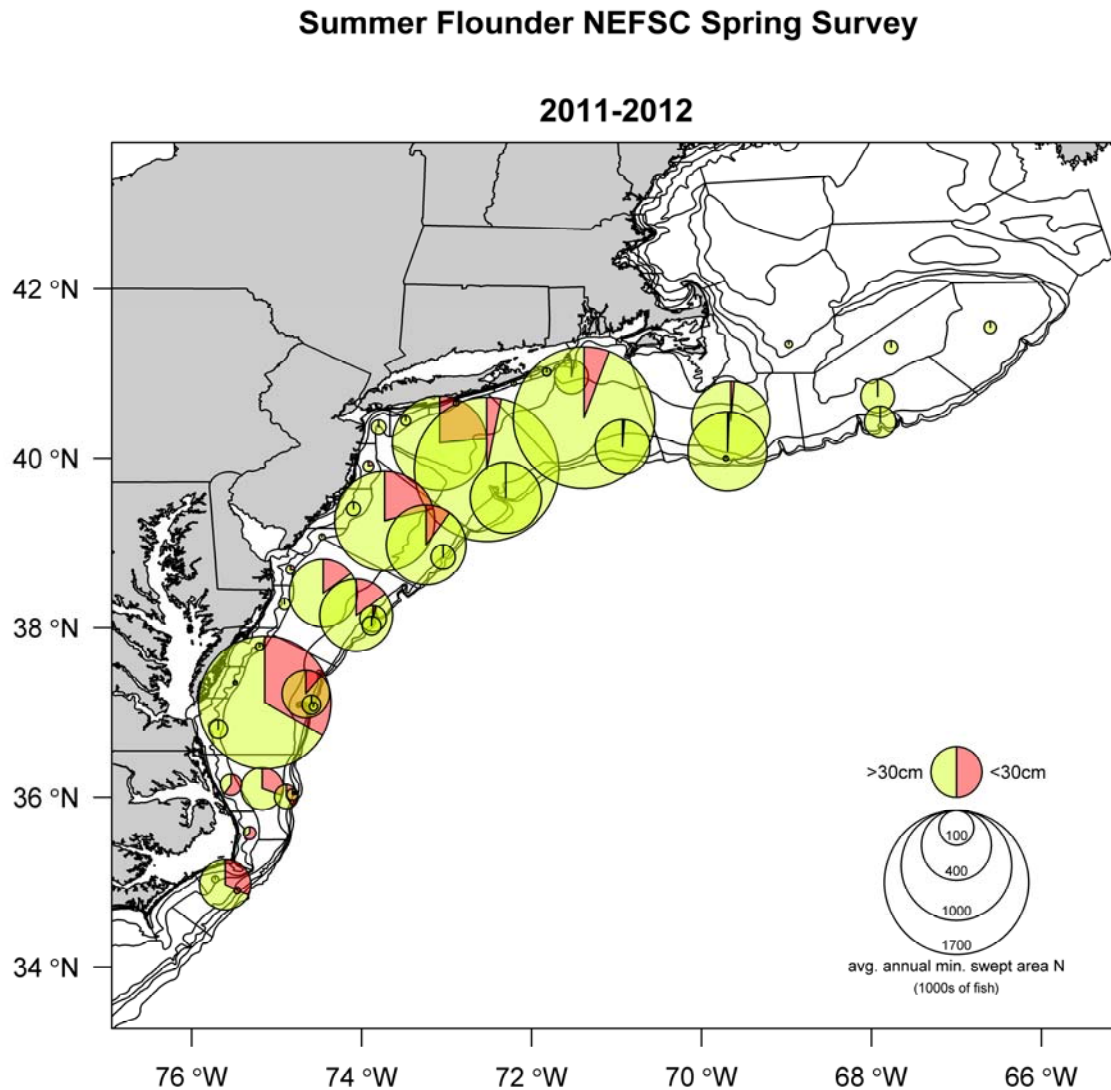 Summer Flounder NEFSC Spring Survey
2011-2012
42 °N
40 °N
38 °N
36 °N
34 °N
>30cm <30cm
100
400
1000
1700
avg. annual min. swept area N
(1000s of fish)
76 °W 74 °W 72 °W 70 °W 68 °W 66 °W